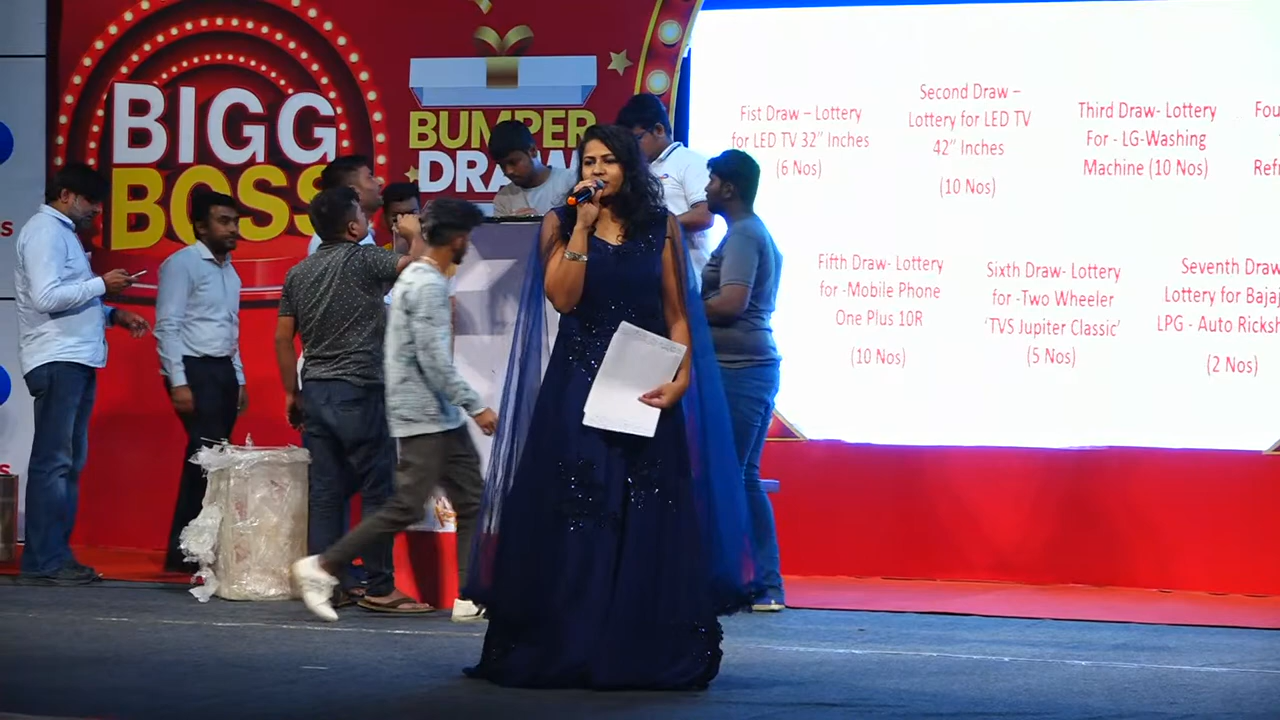 BIGG
BOSS
BUMPER
DRAW
Fist Draw – Lottery
for LED TV 32” Inches
(6 Nos)
Second Draw –
Lottery for LED TV
42” Inches
(10 Nos)
Third Draw- Lottery
For - LG-Washing
Machine (10 Nos)
Fou
Refr
Fifth Draw- Lottery
for -Mobile Phone
One Plus 10R
(10 Nos)
Sixth Draw- Lottery
for -Two Wheeler
‘TVS Jupiter Classic’
(5 Nos)
Seventh Draw
Lottery for Bajaj
LPG - Auto Ricksh
(2 Nos)
s
s